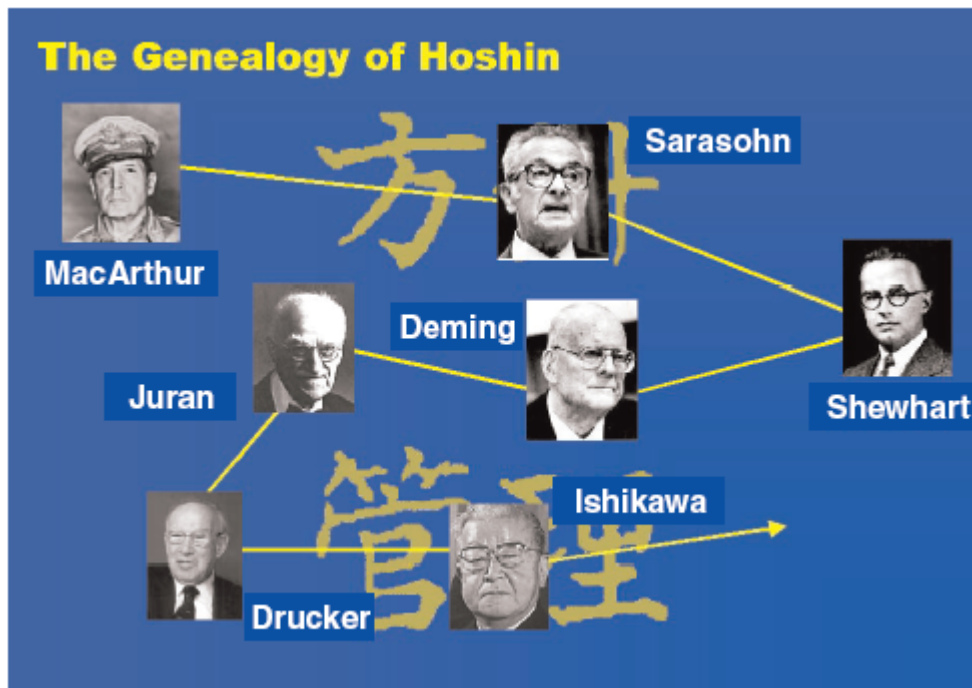 The Genealogy of Hoshin
方針
Sarasohn
MacArthur
Deming
Juran
Shewhart
管理
Ishikawa
Drucker